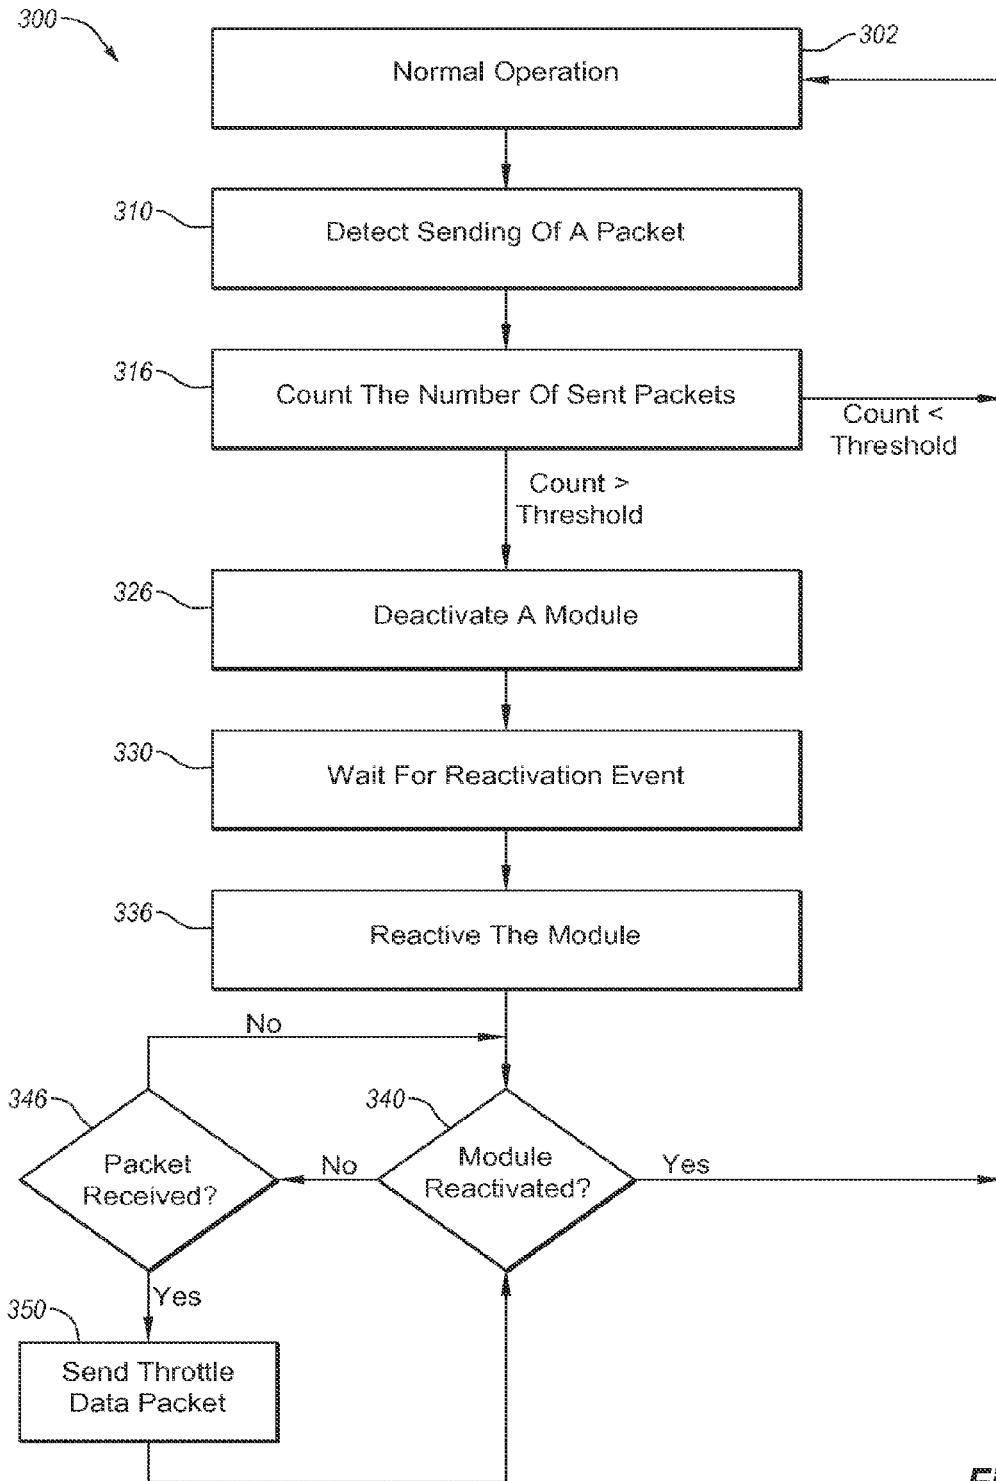 300
302
Normal Operation
310
Detect Sending Of A Packet
316
Count The Number Of Sent Packets
Count <
Threshold
Count >
Threshold
326
Deactivate A Module
330
Wait For Reactivation Event
336
Reactive The Module
No
346
340
Packet
Received?
No
Module
Reactivated?
Yes
Yes
350
Send Throttle
Data Packet